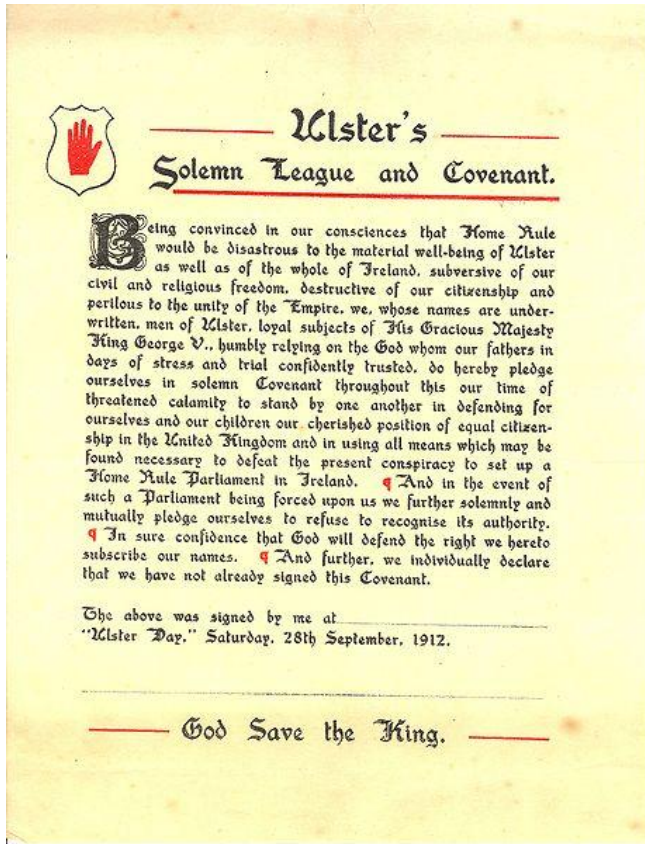 Ulster's
Solemn League and Covenant.
Being convinced in our consciences that Home Rule
would be disastrous to the material well-being of Ulster
as well as of the whole of Ireland, subversive of our
civil and religious freedom, destructive of our citizenship and
perilous to the unity of the Empire, we, whose names are under-
written, men of Ulster, loyal subjects of His Gracious Majesty
King George V., humbly relying on the God whom our fathers in
days of stress and trial confidently trusted, do hereby pledge
ourselves in solemn Covenant throughout this our time of
threatened calamity to stand by one another in defending for
ourselves and our children our cherished position of equal citizen-
ship in the United Kingdom and in using all means which may be
found necessary to defeat the present conspiracy to set up a
Home Rule Parliament in Ireland. ¶ And in the event of
such a Parliament being forced upon us we further solemnly and
mutually pledge ourselves to refuse to recognise its authority.
¶ In sure confidence that God will defend the right we hereto
subscribe our names. ¶ And further, we individually declare
that we have not already signed this Covenant.
The above was signed by me at
"Ulster Day," Saturday, 28th September, 1912.
God Save the King.